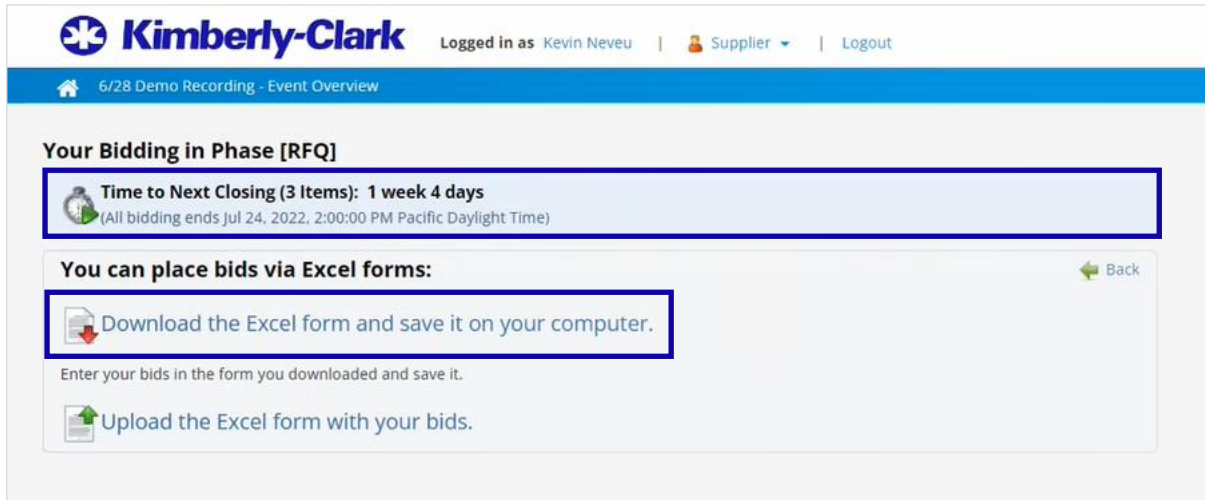 Kimberly-Clark Logged in as Kevin Neveu | Supplier | Logout
6/28 Demo Recording - Event Overview
Your Bidding in Phase [RFQ]
Time to Next Closing (3 Items): 1 week 4 days
(All bidding ends Jul 24, 2022, 2:00:00 PM Pacific Daylight Time)
You can place bids via Excel forms: Back
Download the Excel form and save it on your computer.
Enter your bids in the form you downloaded and save it.
Upload the Excel form with your bids.